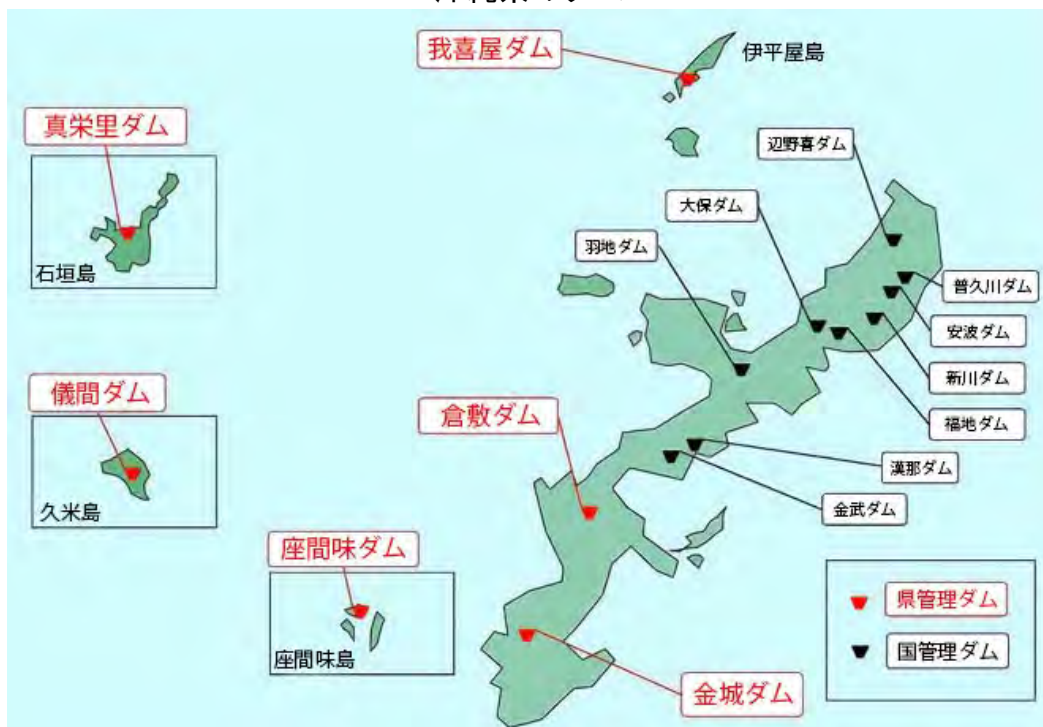 我喜屋ダム
伊平屋島
真栄里ダム
石垣島
辺野喜ダム
大保ダム
羽地ダム
普久川ダム
安波ダム
新川ダム
福地ダム
漢那ダム
金武ダム
儀間ダム
久米島
倉敷ダム
座間味ダム
座間味島
金城ダム
県管理ダム
国管理ダム